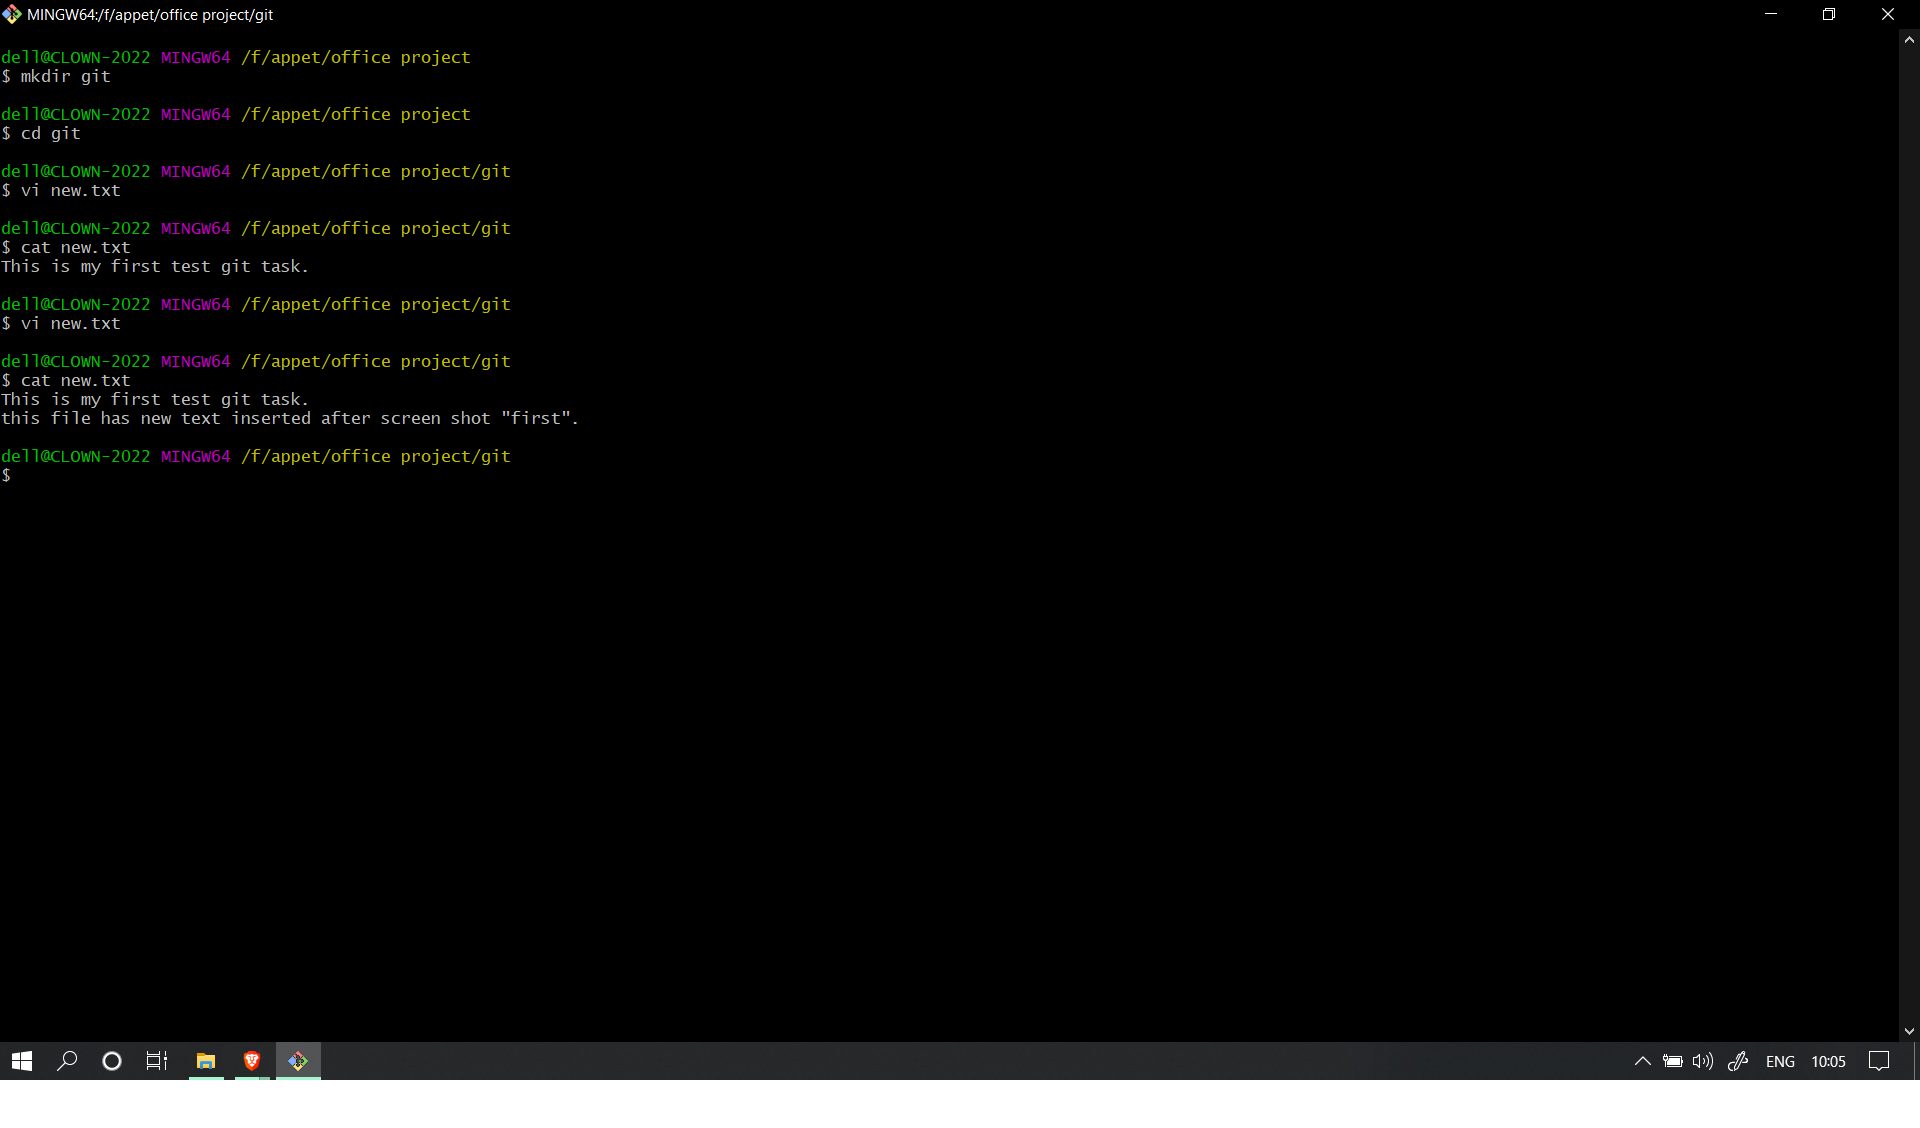 MINGW64:/f/appet/office project/git
dell@CLOWN-2022 MINGW64 /f/appet/office project
$ mkdir git
dell@CLOWN-2022 MINGW64 /f/appet/office project
$ cd git
dell@CLOWN-2022 MINGW64 /f/appet/office project/git
$ vi new.txt
dell@CLOWN-2022 MINGW64 /f/appet/office project/git
$ cat new.txt
This is my first test git task.
dell@CLOWN-2022 MINGW64 /f/appet/office project/git
$ vi new.txt
dell@CLOWN-2022 MINGW64 /f/appet/office project/git
$ cat new.txt
This is my first test git task.
this file has new text inserted after screen shot "first".
dell@CLOWN-2022 MINGW64 /f/appet/office project/git
$
ENG 10:05